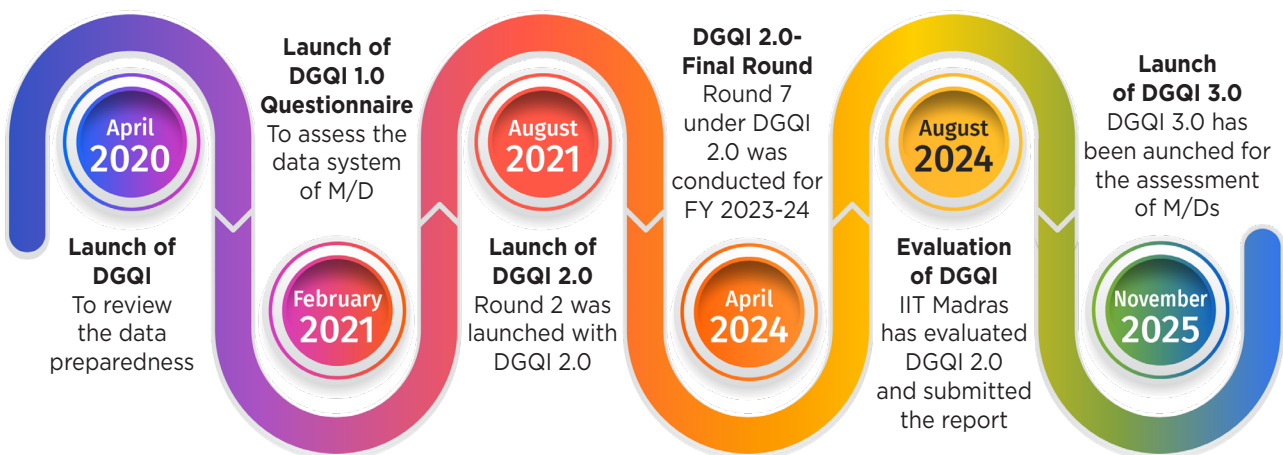 April
2020
Launch of
DGQI
To review
the data
preparedness
Launch of
DGQI 1.0
Questionnaire
To assess the
data system
of M/D
February
2021
August
2021
Launch of
DGQI 2.0
Round 2 was
launched with
DGQI 2.0
DGQI 2.0-
Final Round
Round 7
under DGQI
2.0 was
conducted for
FY 2023-24
April
2024
August
2024
Evaluation
of DGQI
IIT Madras
has evaluated
DGQI 2.0
and submitted
the report
Launch
of DGQI 3.0
DGQI 3.0 has
been aunched for
the assessment
of M/Ds
November
2025